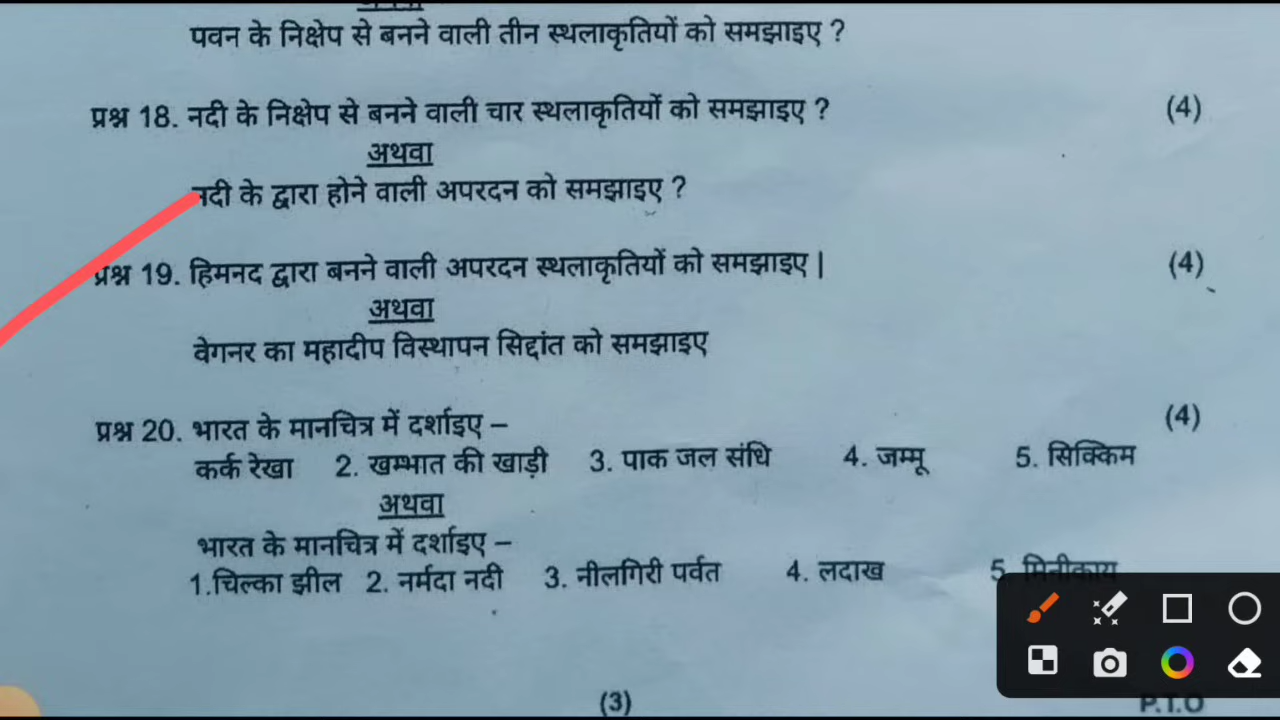 पवन के निक्षेप से बनने वाली तीन स्थलाकृतियों को समझाइए ?
प्रश्न 18. नदी के निक्षेप से बनने वाली चार स्थलाकृतियों को समझाइए ? (4)
अथवा
नदी के द्वारा होने वाली अपरदन को समझाइए ?
प्रश्न 19. हिमनद द्वारा बनने वाली अपरदन स्थलाकृतियों को समझाइए | (4)
अथवा
वेगनर का महादीप विस्थापन सिद्दांत को समझाइए
प्रश्न 20. भारत के मानचित्र में दर्शाइए – (4)
कर्क रेखा 2. खम्भात की खाड़ी 3. पाक जल संधि 4. जम्मू 5. सिक्किम
अथवा
भारत के मानचित्र में दर्शाइए –
1.चिल्का झील 2. नर्मदा नदी 3. नीलगिरी पर्वत 4. लदाख 5. मिनीकाय
(3) P.T.O